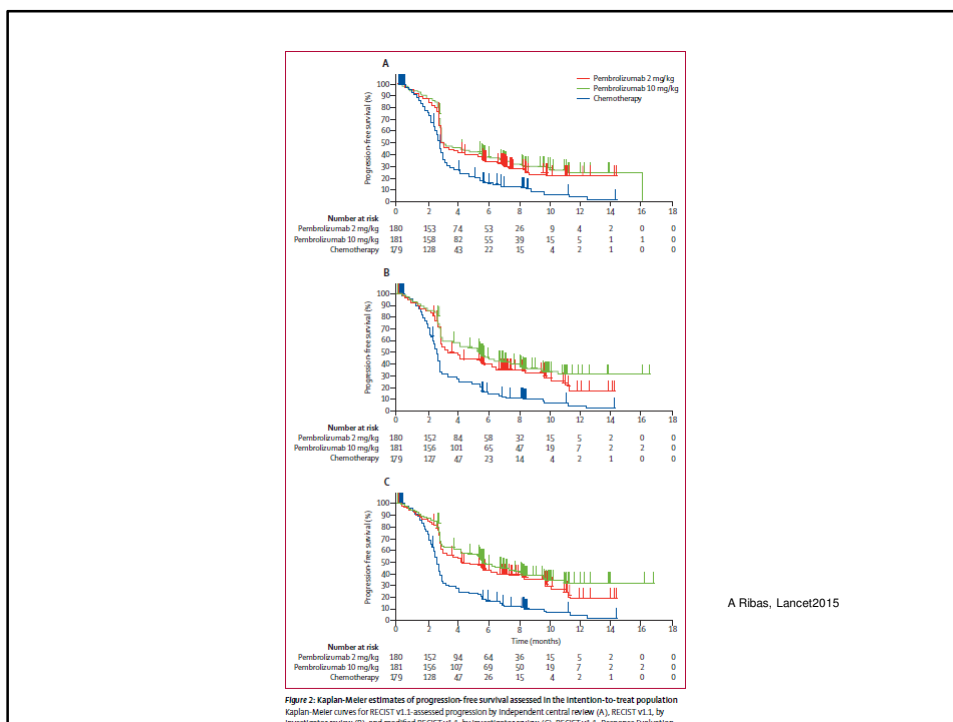 A
Pembrolizumab 2 mg/kg
Pembrolizumab 10 mg/kg
Chemotherapy
Progression-free survival (%)
100
90
80
70
60
50
40
30
20
10
0 2 4 6 8 10 12 14 16 18
Number at risk
Pembrolizumab 2 mg/kg 180 153 74 53 26 9 4 2 0 0
Pembrolizumab 10 mg/kg 181 158 82 55 39 15 5 1 1 0
Chemotherapy 179 128 43 22 15 4 2 1 0 0
B
Progression-free survival (%)
100
90
80
70
60
50
40
30
20
10
0
0 2 4 6 8 10 12 14 16 18
Number at risk
Pembrolizumab 2 mg/kg 180 152 84 58 32 15 5 2 0 0
Pembrolizumab 10 mg/kg 181 156 101 65 47 19 7 2 2 0
Chemotherapy 179 127 47 23 14 4 2 1 0 0
C
Progression-free survival (%)
100
90
80
70
60
50
40
30
20
10
0
0 2 4 6 8 10 12 14 16 18
Time (months)
Number at risk
Pembrolizumab 2 mg/kg 180 152 94 64 36 15 5 2 0 0
Pembrolizumab 10 mg/kg 181 156 107 69 50 19 7 2 2 0
Chemotherapy 179 128 47 26 15 4 2 1 0 0
A Ribas, Lancet2015
Figure 2: Kaplan-Meier estimates of progression-free survival assessed in the intention-to-treat population
Kaplan-Meier curves for RECIST v1.1-assessed progression by independent central review (A), RECIST v1.1, by